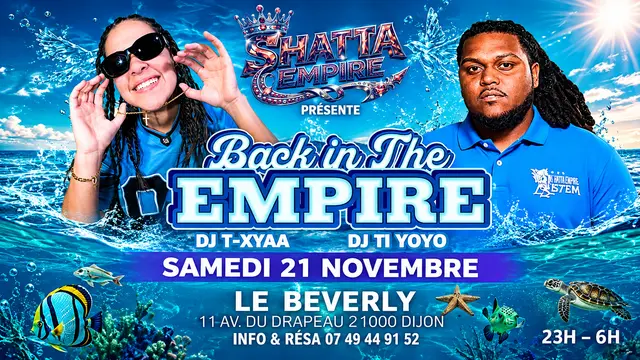 SHATTA
EMPIRE
PRÉSENTE
Back in The
EMPIRE
DJ T-XYAA
DJ TI YOYO
SAMEDI 21 NOVEMBRE
LE BEVERLY
11 AV. DU DRAPEAU 21000 DIJON
INFO & RÉSA 07 49 44 91 52
23H – 6H